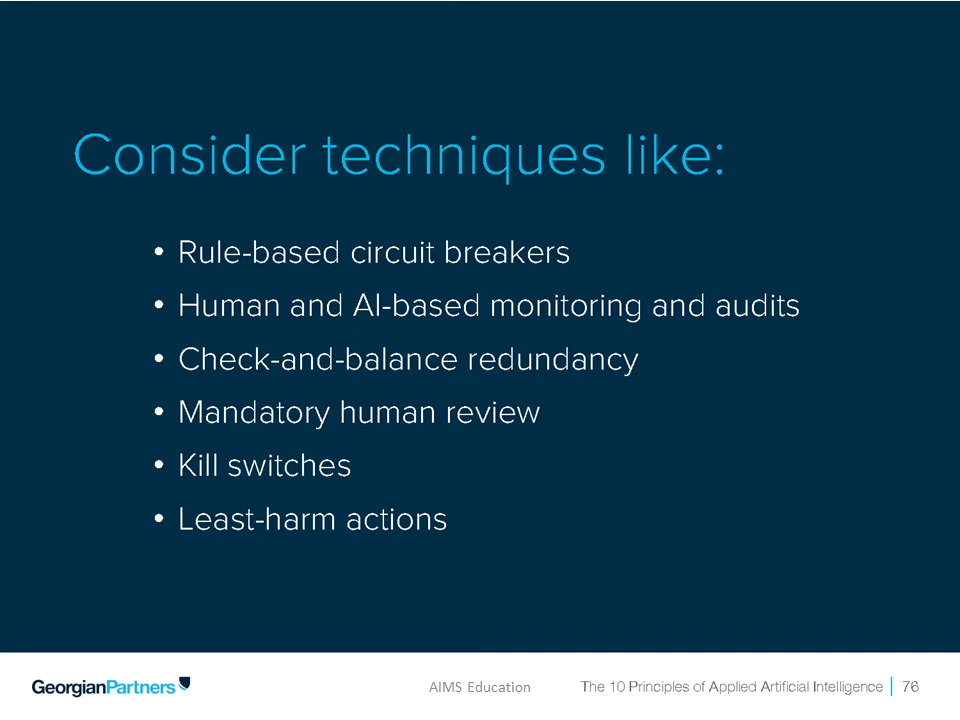 Consider techniques like:
• Rule-based circuit breakers
• Human and AI-based monitoring and audits
• Check-and-balance redundancy
• Mandatory human review
• Kill switches
• Least-harm actions
GeorgianPartners AIMS Education The 10 Principles of Applied Artificial Intelligence | 76